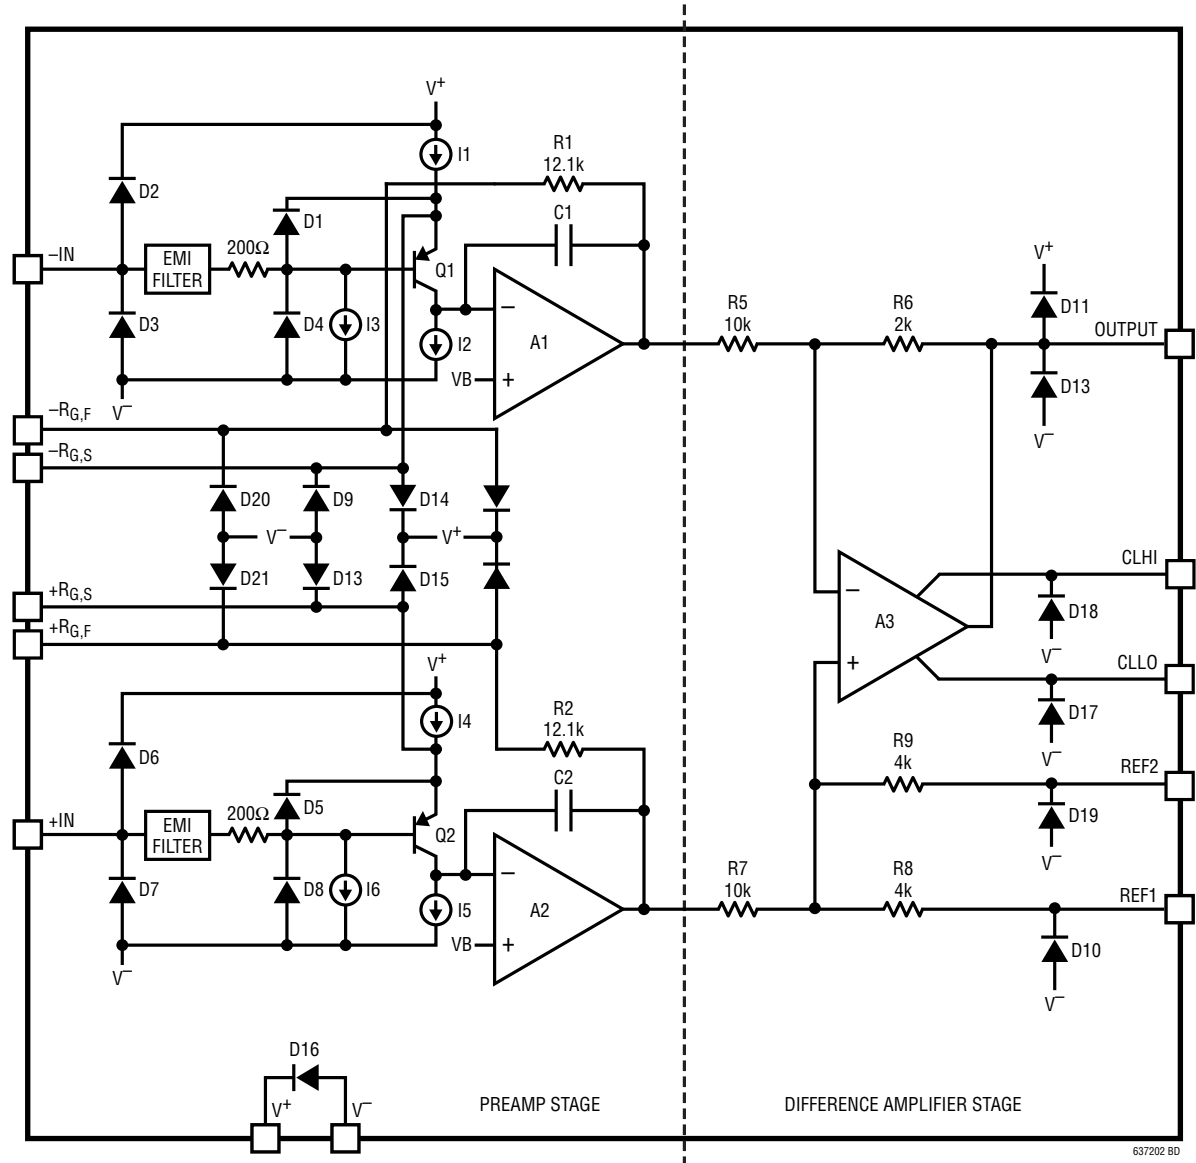 V+
I1
R1
12.1k
D2
D1
C1
–IN
EMI
FILTER
200Ω
Q1
V+
D11
D3
D4
I3
I2
–
A1
R5
10k
R6
2k
OUTPUT
VB
+
D13
V–
V–
–RG,F
–RG,S
D20
D9
D14
V–
V+
D21
D13
D15
CLHI
+RG,S
–
A3
D18
+RG,F
V–
+
CLLO
V+
I4
R2
12.1k
D17
D6
V–
R9
4k
REF2
D5
C2
+IN
EMI
FILTER
200Ω
Q2
D19
V–
D7
D8
I6
I5
–
A2
R7
10k
R8
4k
REF1
VB
+
D10
V–
V–
D16
V+
V–
PREAMP STAGE
DIFFERENCE AMPLIFIER STAGE
637202 BD